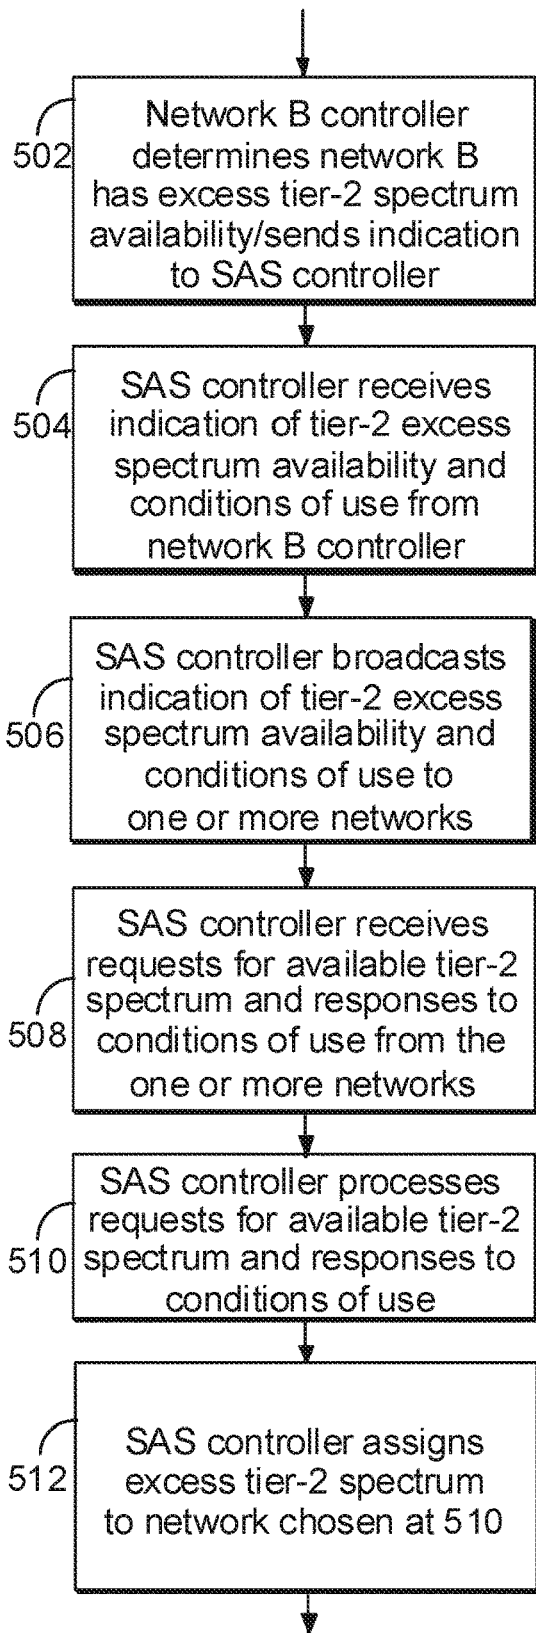 502
Network B controller
determines network B
has excess tier-2 spectrum
availability/sends indication
to SAS controller
504
SAS controller receives
indication of tier-2 excess
spectrum availability and
conditions of use from
network B controller
506
SAS controller broadcasts
indication of tier-2 excess
spectrum availability and
conditions of use to
one or more networks
508
SAS controller receives
requests for available tier-2
spectrum and responses to
conditions of use from the
one or more networks
510
SAS controller processes
requests for available tier-2
spectrum and responses to
conditions of use
512
SAS controller assigns
excess tier-2 spectrum
to network chosen at 510